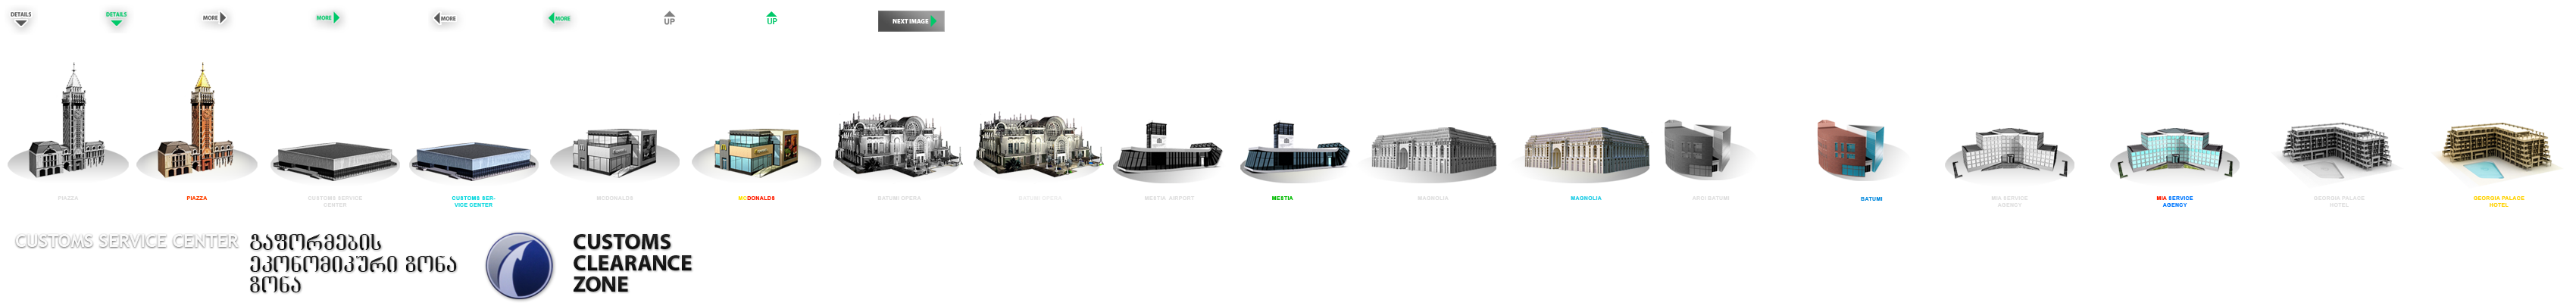 DETAILS
DETAILS
MORE
MORE
MORE
MORE
UP
UP
NEXT IMAGE
PIAZZA
PIAZZA
CUSTOMS SERVICE
CENTER
CUSTOMS SER-
VICE CENTER
MCDONALDS
MCDONALDS
BATUMI OPERA
BATUMI OPERA
MESTIA AIRPORT
MESTIA
MAGNOLIA
MAGNOLIA
BATUMI
BATUMI
MIA SERVICE
AGENCY
MIA SERVICE
AGENCY
GEORGIA PALACE
HOTEL
GEORGIA PALACE
HOTEL
CUSTOMS SERVICE CENTER
გაფორმების
ეკონომიკური ზონა
ზონა
CUSTOMS
CLEARANCE
ZONE